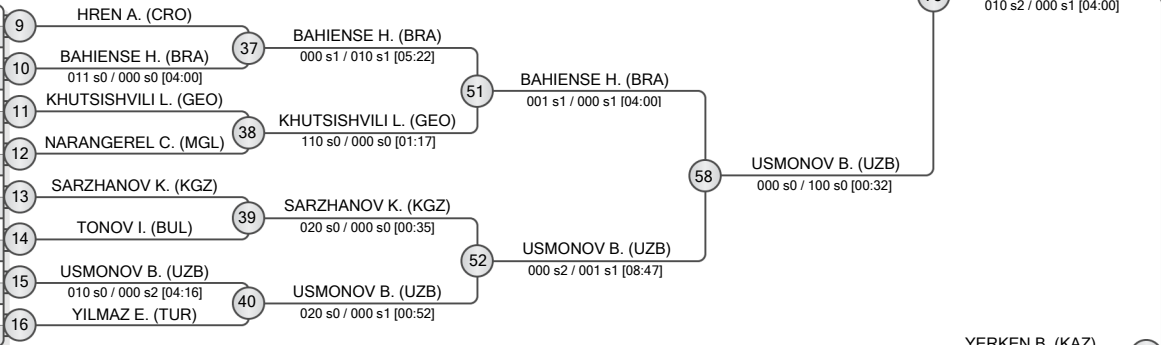 010 s2 / 000 s1 [04:00]
9
HREN A. (CRO)
37
BAHIENSE H. (BRA)
000 s1 / 010 s1 [05:22]
10
BAHIENSE H. (BRA)
011 s0 / 000 s0 [04:00]
51
BAHIENSE H. (BRA)
001 s1 / 000 s1 [04:00]
11
KHUTSISHVILI L. (GEO)
38
KHUTSISHVILI L. (GEO)
110 s0 / 000 s0 [01:17]
12
NARANGEREL C. (MGL)
58
USMONOV B. (UZB)
000 s0 / 100 s0 [00:32]
13
SARZHANOV K. (KGZ)
39
SARZHANOV K. (KGZ)
020 s0 / 000 s0 [00:35]
14
TONOV I. (BUL)
52
USMONOV B. (UZB)
000 s2 / 001 s1 [08:47]
15
USMONOV B. (UZB)
010 s0 / 000 s2 [04:16]
40
USMONOV B. (UZB)
020 s0 / 000 s1 [00:52]
16
YILMAZ E. (TUR)
YERKEN B. (KAZ)